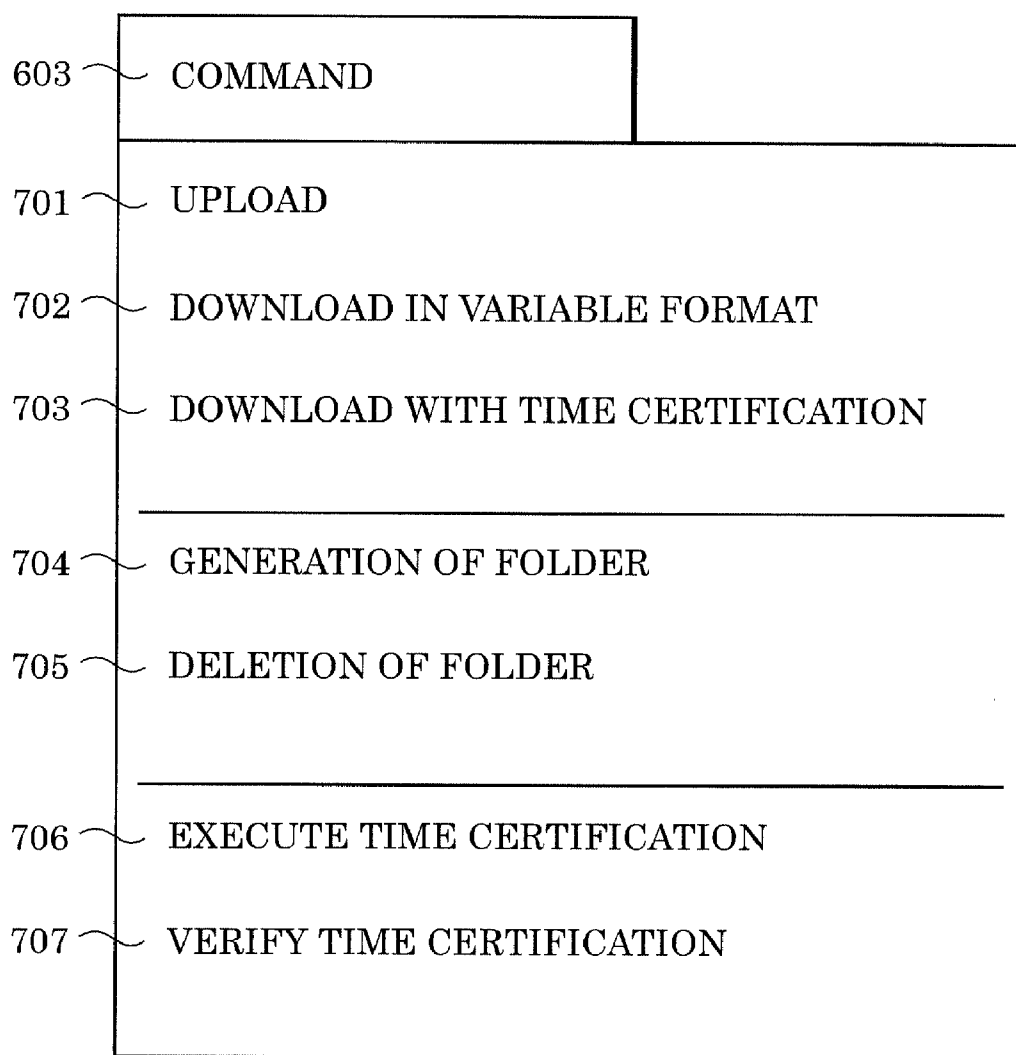 603 COMMAND
701 UPLOAD
702 DOWNLOAD IN VARIABLE FORMAT
703 DOWNLOAD WITH TIME CERTIFICATION
704 GENERATION OF FOLDER
705 DELETION OF FOLDER
706 EXECUTE TIME CERTIFICATION
707 VERIFY TIME CERTIFICATION